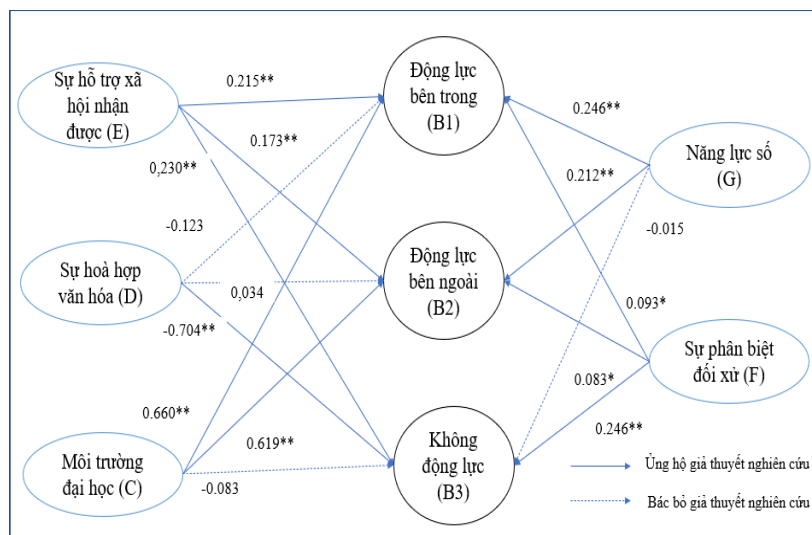 Sự hỗ trợ xã
hội nhận
được (E)
Sự hoà hợp
văn hóa (D)
Môi trường
đại học (C)
0.215**
0.173**
0,230**
-0.123
0,034
-0.704**
0.660**
0.619**
-0.083
Động lực
bên trong
(B1)
Động lực
bên ngoài
(B2)
Không
động lực
(B3)
0.246**
0.212**
-0.015
0.093*
0.083*
0.246**
Năng lực số
(G)
Sự phân biệt
đối xử (F)
Ủng hộ giả thuyết nghiên cứu
Bác bỏ giả thuyết nghiên cứu